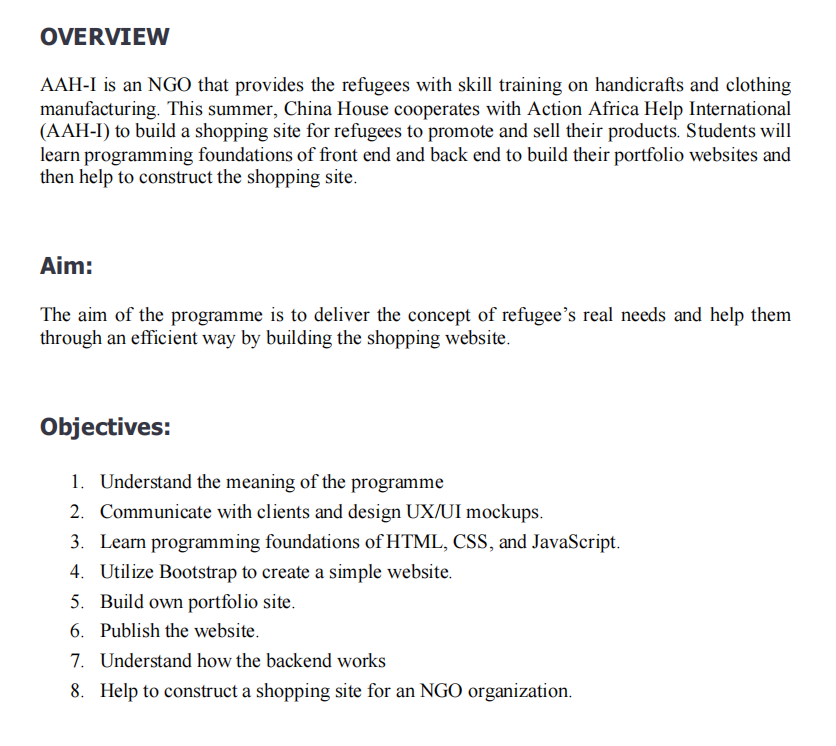 OVERVIEW
AAH-I is an NGO that provides the refugees with skill training on handicrafts and clothing
manufacturing. This summer, China House cooperates with Action Africa Help International
(AAH-I) to build a shopping site for refugees to promote and sell their products. Students will
learn programming foundations of front end and back end to build their portfolio websites and
then help to construct the shopping site.
Aim:
The aim of the programme is to deliver the concept of refugee’s real needs and help them
through an efficient way by building the shopping website.
Objectives:
1. Understand the meaning of the programme
2. Communicate with clients and design UX/UI mockups.
3. Learn programming foundations of HTML, CSS, and JavaScript.
4. Utilize Bootstrap to create a simple website.
5. Build own portfolio site.
6. Publish the website.
7. Understand how the backend works
8. Help to construct a shopping site for an NGO organization.